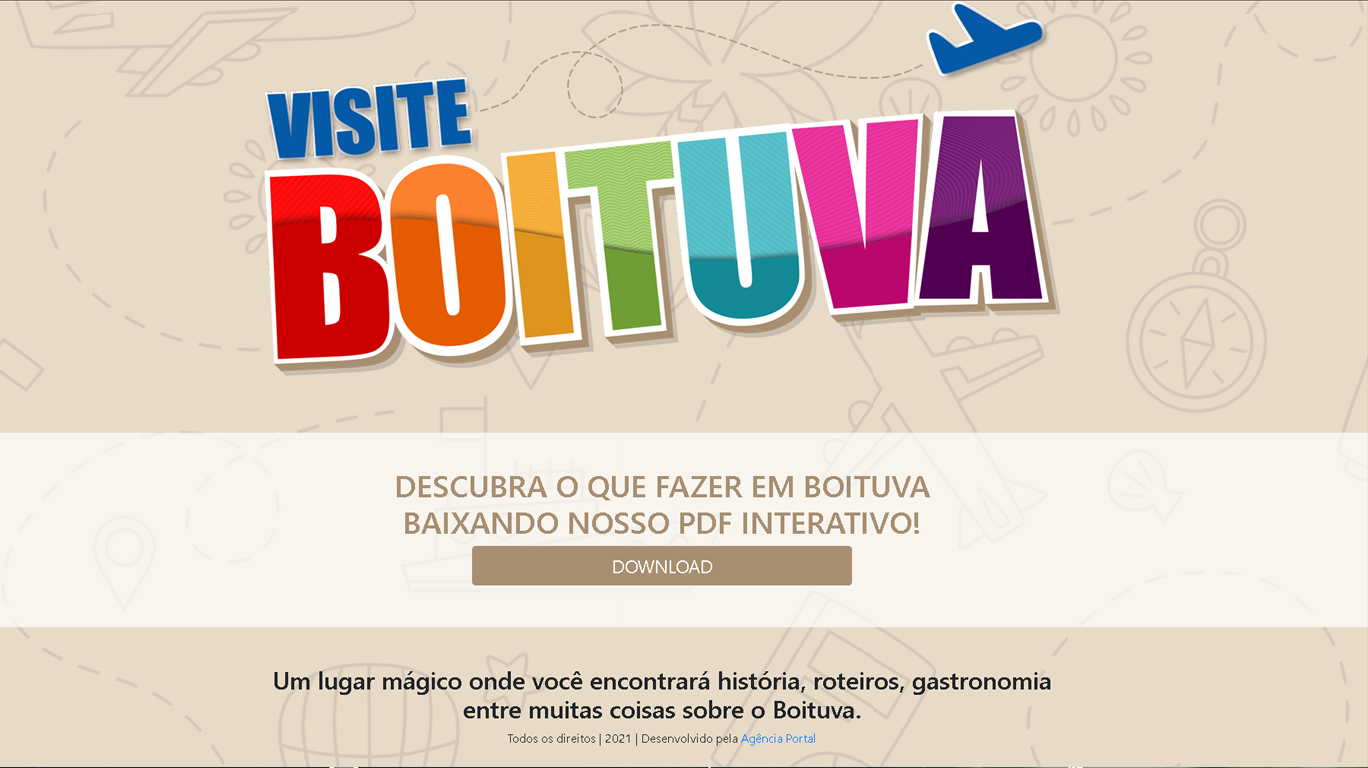 VISITE
BOITUVA
DESCUBRA O QUE FAZER EM BOITUVA
BAIXANDO NOSSO PDF INTERATIVO!
DOWNLOAD
Um lugar mágico onde você encontrará história, roteiros, gastronomia
entre muitas coisas sobre o Boituva.
Todos os direitos | 2021 | Desenvolvido pela Agência Portal